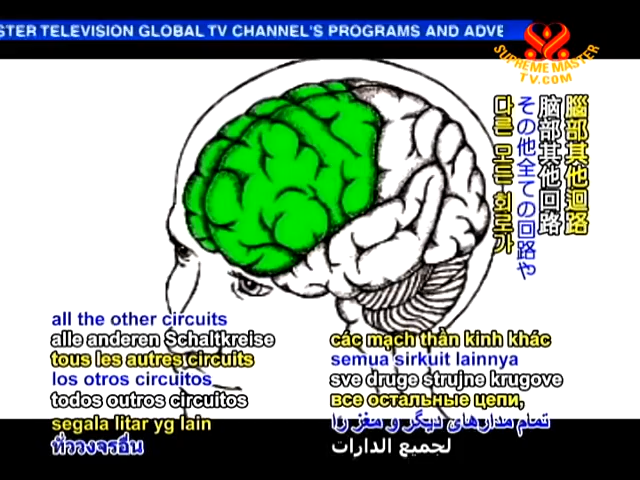 STER TELEVISION GLOBAL TV CHANNEL'S PROGRAMS AND ADVE
SUPREME MASTER
TV.COM
腦部其他迴路
脑部其他回路
その他全ての回路や
다른 모든 회로가
all the other circuits
alle anderen Schaltkreise
tous les autres circuits
los otros circuitos
todos outros circuitos
segala litar yg lain
ทั่ววงจรอื่น
các mạch thần kinh khác
semua sirkuit lainnya
sve druge strujne krugove
все остальные цепи,
تمام مدارهای دیگر و مغز را
لجميع الدارات